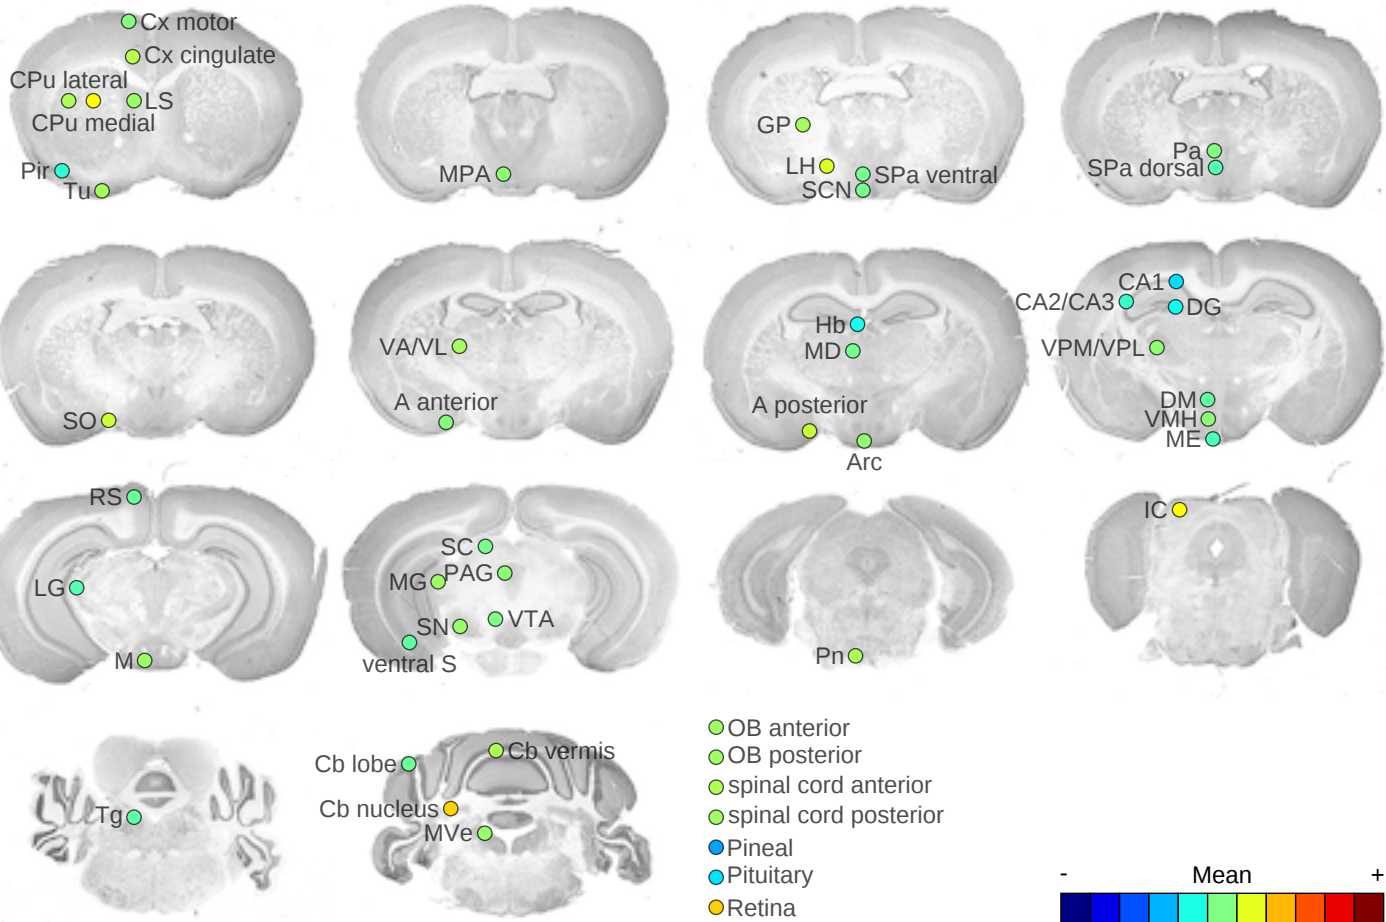 Cx motor
Cx cingulate
CPu lateral
LS
CPu medial
Pir
Tu
MPA
GP
LH
SPa ventral
SCN
Pa
SPa dorsal
SO
VA/VL
A anterior
Hb
MD
A posterior
Arc
CA1
CA2/CA3
DG
VPM/VPL
DM
VMH
ME
RS
LG
M
SC
MG
PAG
SN
VTA
ventral S
Pn
IC
Tg
Cb lobe
Cb vermis
Cb nucleus
MVe
OB anterior
OB posterior
spinal cord anterior
spinal cord posterior
Pineal
Pituitary
Retina
- Mean +